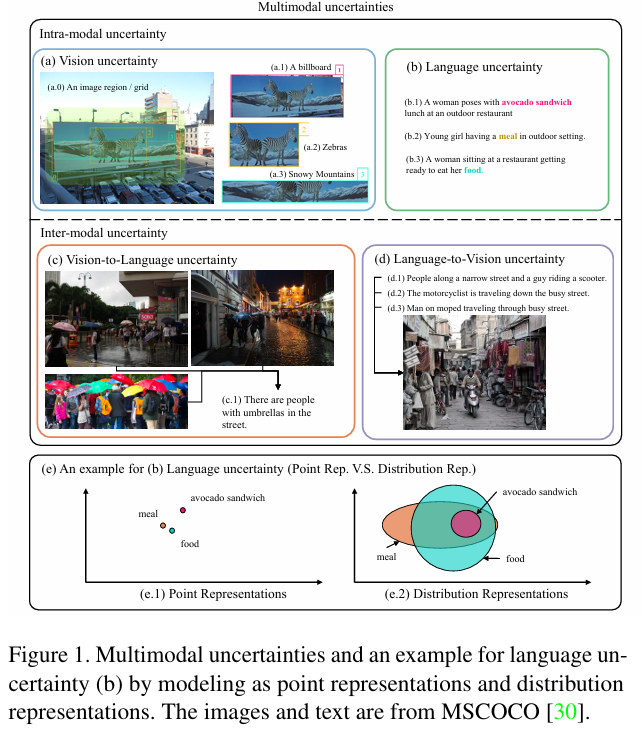 Multimodal uncertainties
Intra-modal uncertainty
(a) Vision uncertainty
(a.0) An image region / grid
(a.1) A billboard 1
2
(a.2) Zebras
(a.3) Snowy Mountains 3
(b) Language uncertainty
(b.1) A woman poses with avocado sandwich
lunch at an outdoor restaurant
(b.2) Young girl having a meal in outdoor setting.
(b.3) A woman sitting at a restaurant getting
ready to eat her food.
Inter-modal uncertainty
(c) Vision-to-Language uncertainty
(c.1) There are people
with umbrellas in the
street.
(d) Language-to-Vision uncertainty
(d.1) People along a narrow street and a guy riding a scooter.
(d.2) The motorcyclist is traveling down the busy street.
(d.3) Man on moped traveling through busy street.
(e) An example for (b) Language uncertainty (Point Rep. V.S. Distribution Rep.)
avocado sandwich
meal
food
(e.1) Point Representations
avocado sandwich
meal
food
(e.2) Distribution Representations
Figure 1. Multimodal uncertainties and an example for language un-
certainty (b) by modeling as point representations and distribution
representations. The images and text are from MSCOCO [30].